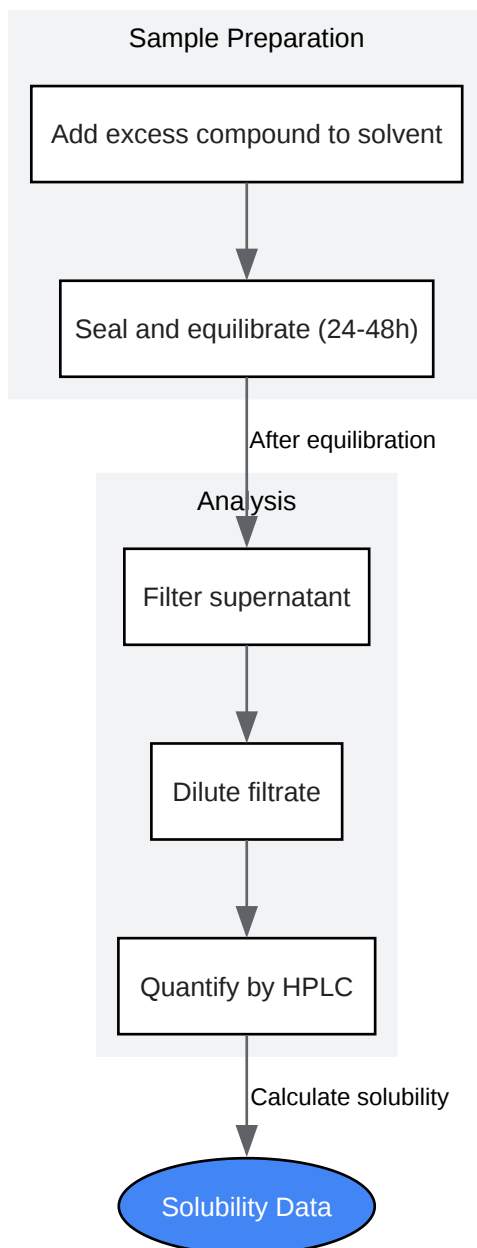 Sample Preparation
Add excess compound to solvent
Seal and equilibrate (24-48h)
After equilibration
Analysis
Filter supernatant
Dilute filtrate
Quantify by HPLC
Calculate solubility
Solubility Data